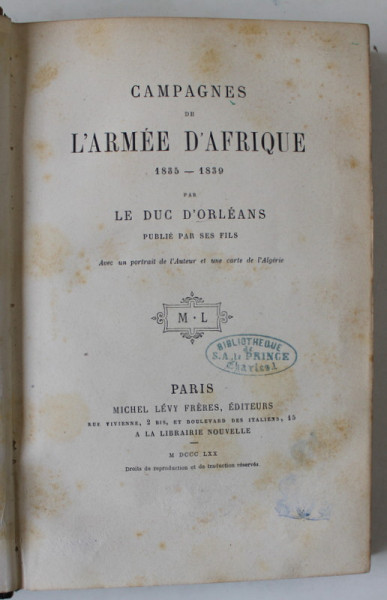 CAMPAGNES
DE
L'ARMÉE D'AFRIQUE
1835 — 1839
PAR
LE DUC D'ORLÉANS
PUBLIÉ PAR SES FILS
Avec un portrait de l'Auteur et une carte de l'Algérie
M · L
BIBLIOTHEQUE
de
S.A. le PRINCE
PARIS
MICHEL LÉVY FRÈRES, ÉDITEURS
RUE VIVIENNE, 2 BIS, ET BOULEVARD DES ITALIENS, 15
A LA LIBRAIRIE NOUVELLE
M DCCC LXX
Droits de reproduction et de traduction réservés